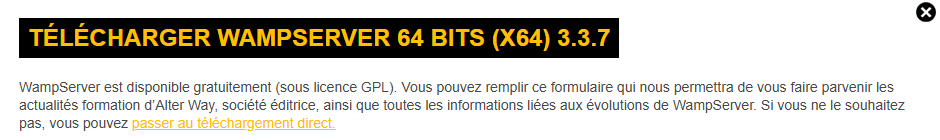 TÉLÉCHARGER WAMPSERVER 64 BITS (X64) 3.3.7
WampServer est disponible gratuitement (sous licence GPL). Vous pouvez remplir ce formulaire qui nous permettra de vous faire parvenir les
actualités formation d'Alter Way, société éditrice, ainsi que toutes les informations liées aux évolutions de WampServer. Si vous ne le souhaitez
pas, vous pouvez passer au téléchargement direct.